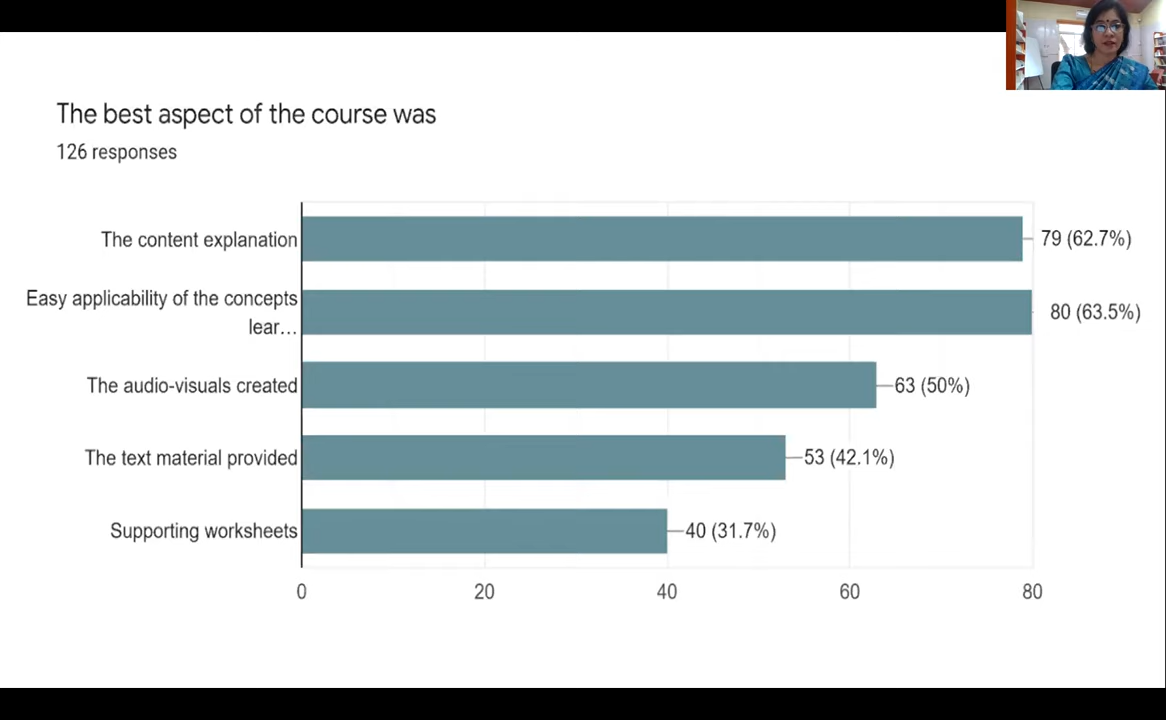 The best aspect of the course was
126 responses
The content explanation
79 (62.7%)
Easy applicability of the concepts
lear…
80 (63.5%)
The audio-visuals created
63 (50%)
The text material provided
53 (42.1%)
Supporting worksheets
40 (31.7%)
0 20 40 60 80